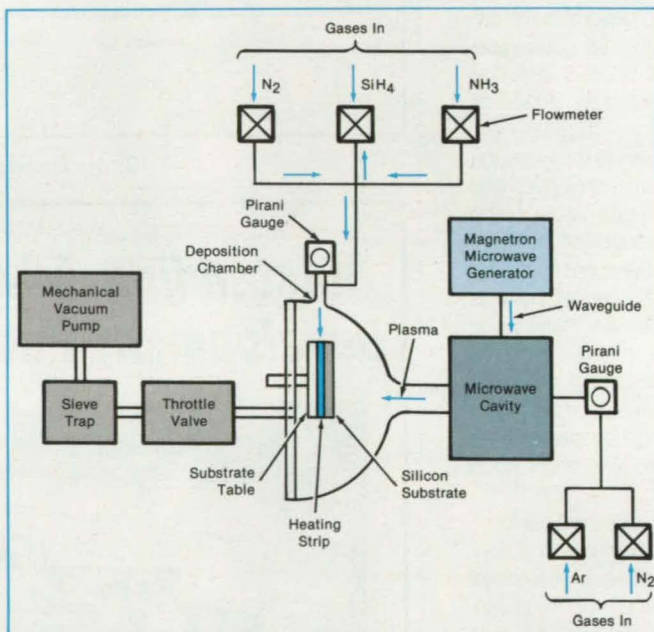 Gases In
N2
SiH4
NH3
Flowmeter
Pirani
Gauge
Deposition
Chamber
Magnetron
Microwave
Generator
Mechanical
Vacuum
Pump
Waveguide
Plasma
Pirani
Gauge
Sieve
Trap
Throttle
Valve
Microwave
Cavity
Substrate
Table
Heating
Strip
Silicon
Substrate
Ar
N2
Gases In